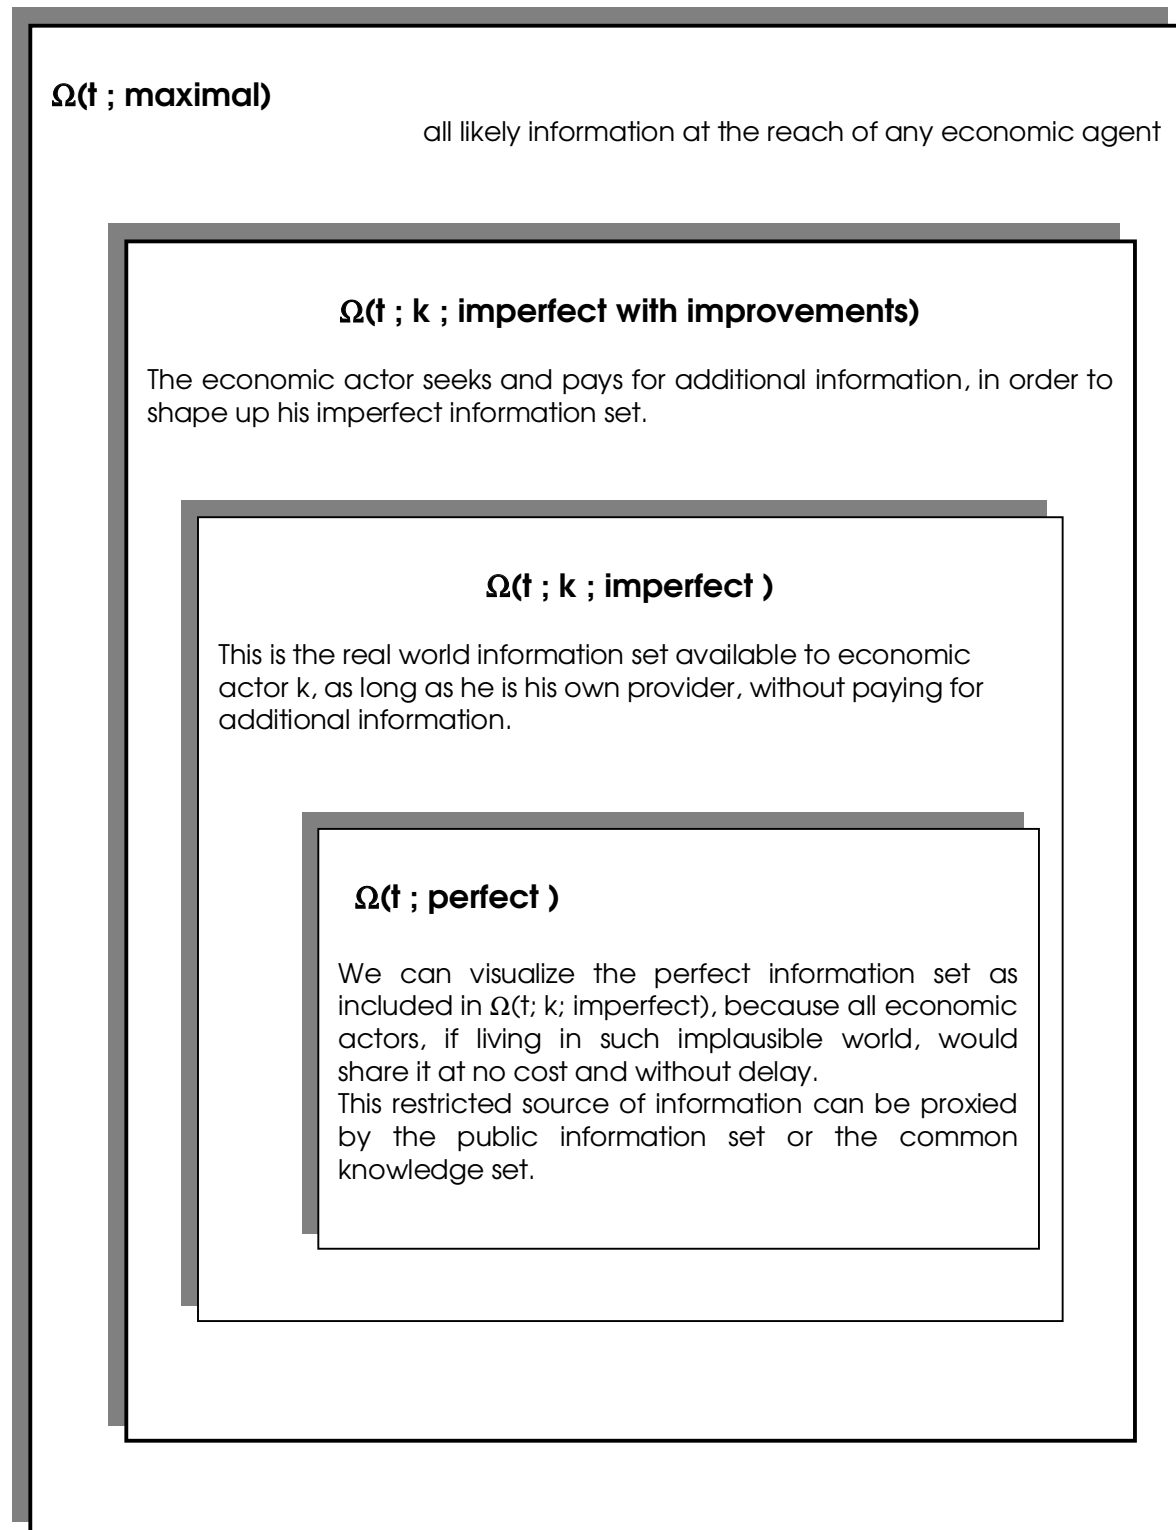 Ω(t ; maximal)
all likely information at the reach of any economic agent
Ω(t ; k ; imperfect with improvements)
The economic actor seeks and pays for additional information, in order to
shape up his imperfect information set.
Ω(t ; k ; imperfect )
This is the real world information set available to economic
actor k, as long as he is his own provider, without paying for
additional information.
Ω(t ; perfect )
We can visualize the perfect information set as
included in Ω(t; k; imperfect), because all economic
actors, if living in such implausible world, would
share it at no cost and without delay.
This restricted source of information can be proxied
by the public information set or the common
knowledge set.